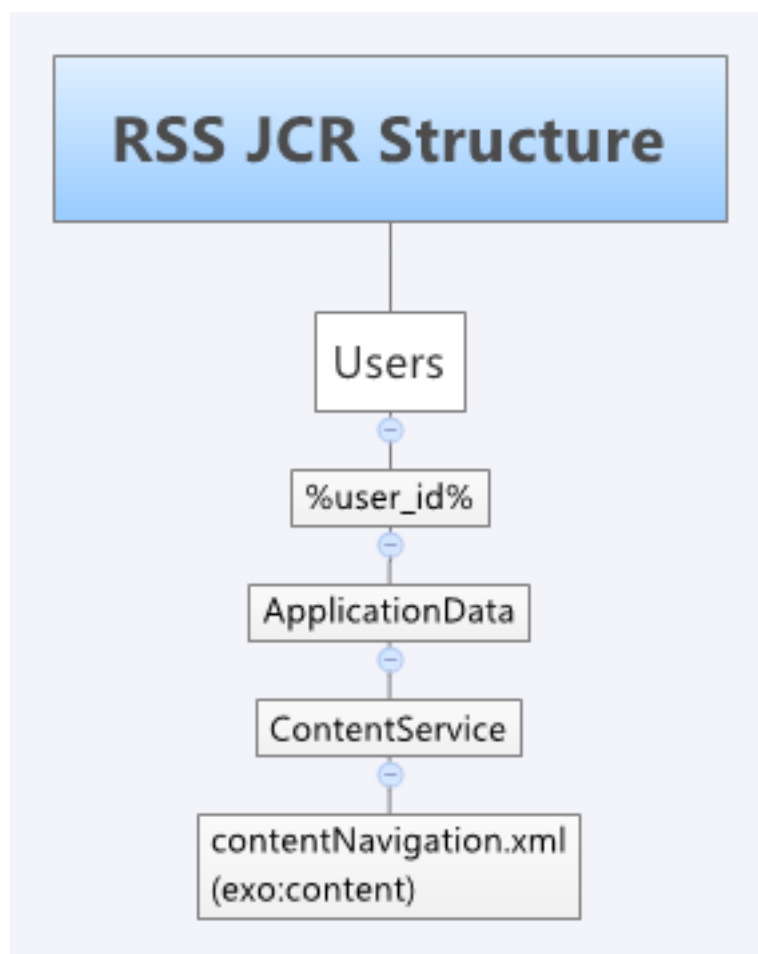 RSS JCR Structure
Users
%user_id%
ApplicationData
ContentService
contentNavigation.xml
(exo:content)